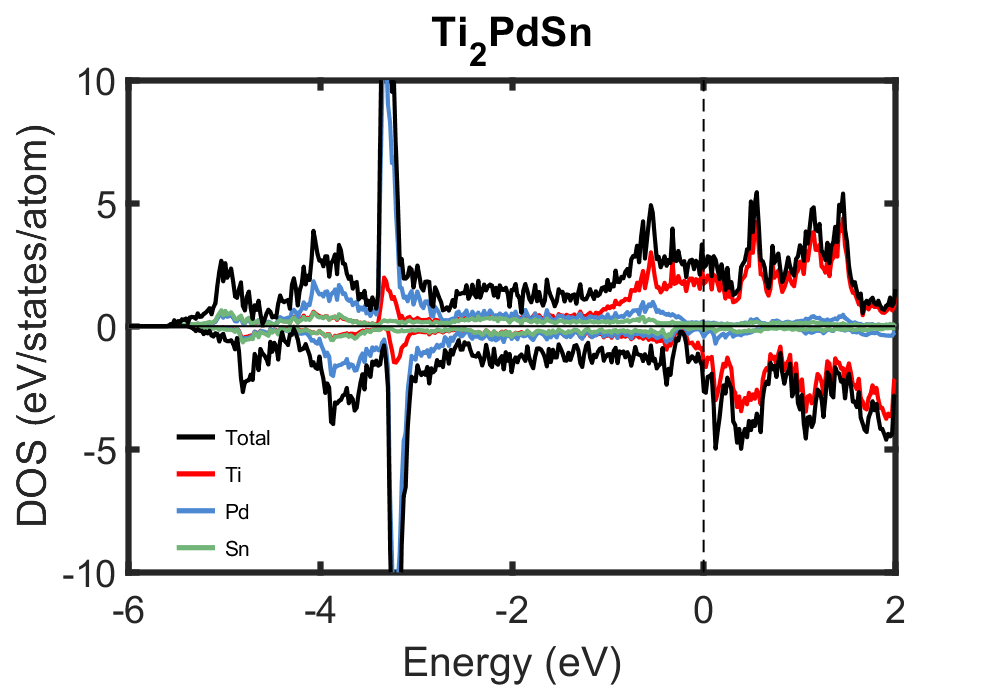 Ti2PdSn
10
5
0
-5
-10
DOS (eV/states/atom)
Total
Ti
Pd
Sn
-6 -4 -2 0 2
Energy (eV)